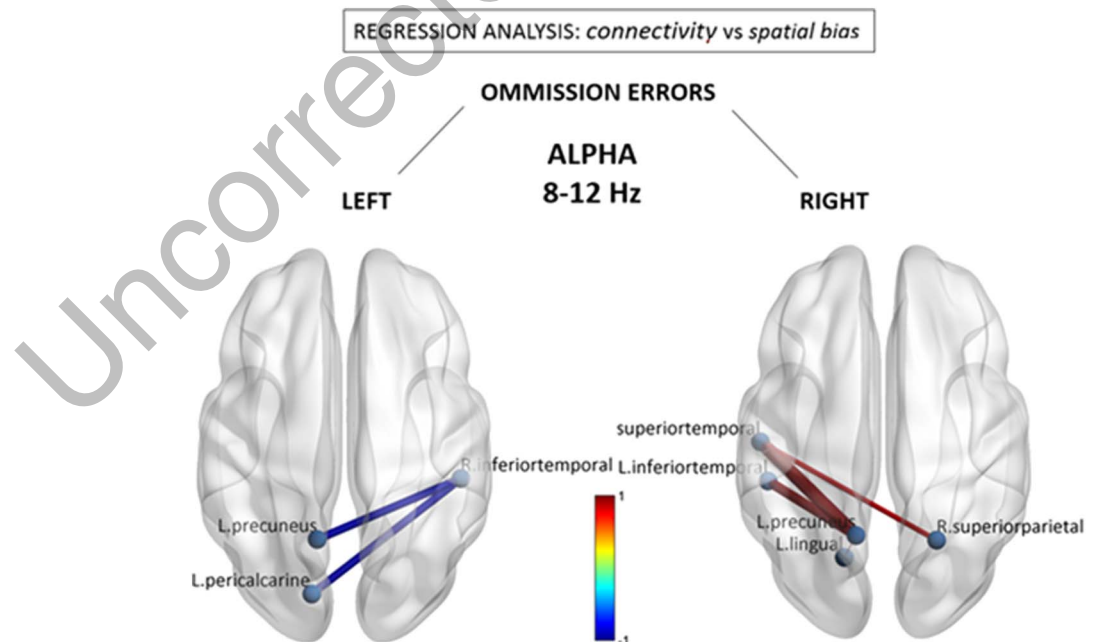 REGRESSION ANALYSIS: connectivity vs spatial bias
OMMISSION ERRORS
ALPHA
8-12 Hz
LEFT
RIGHT
superiortemporal
R.inferiortemporal
L.inferiortemporal
L.precuneus
L.pericalcarine
L.precuneus
L.lingual
R.superiorparietal
1
-1
Uncorrecte